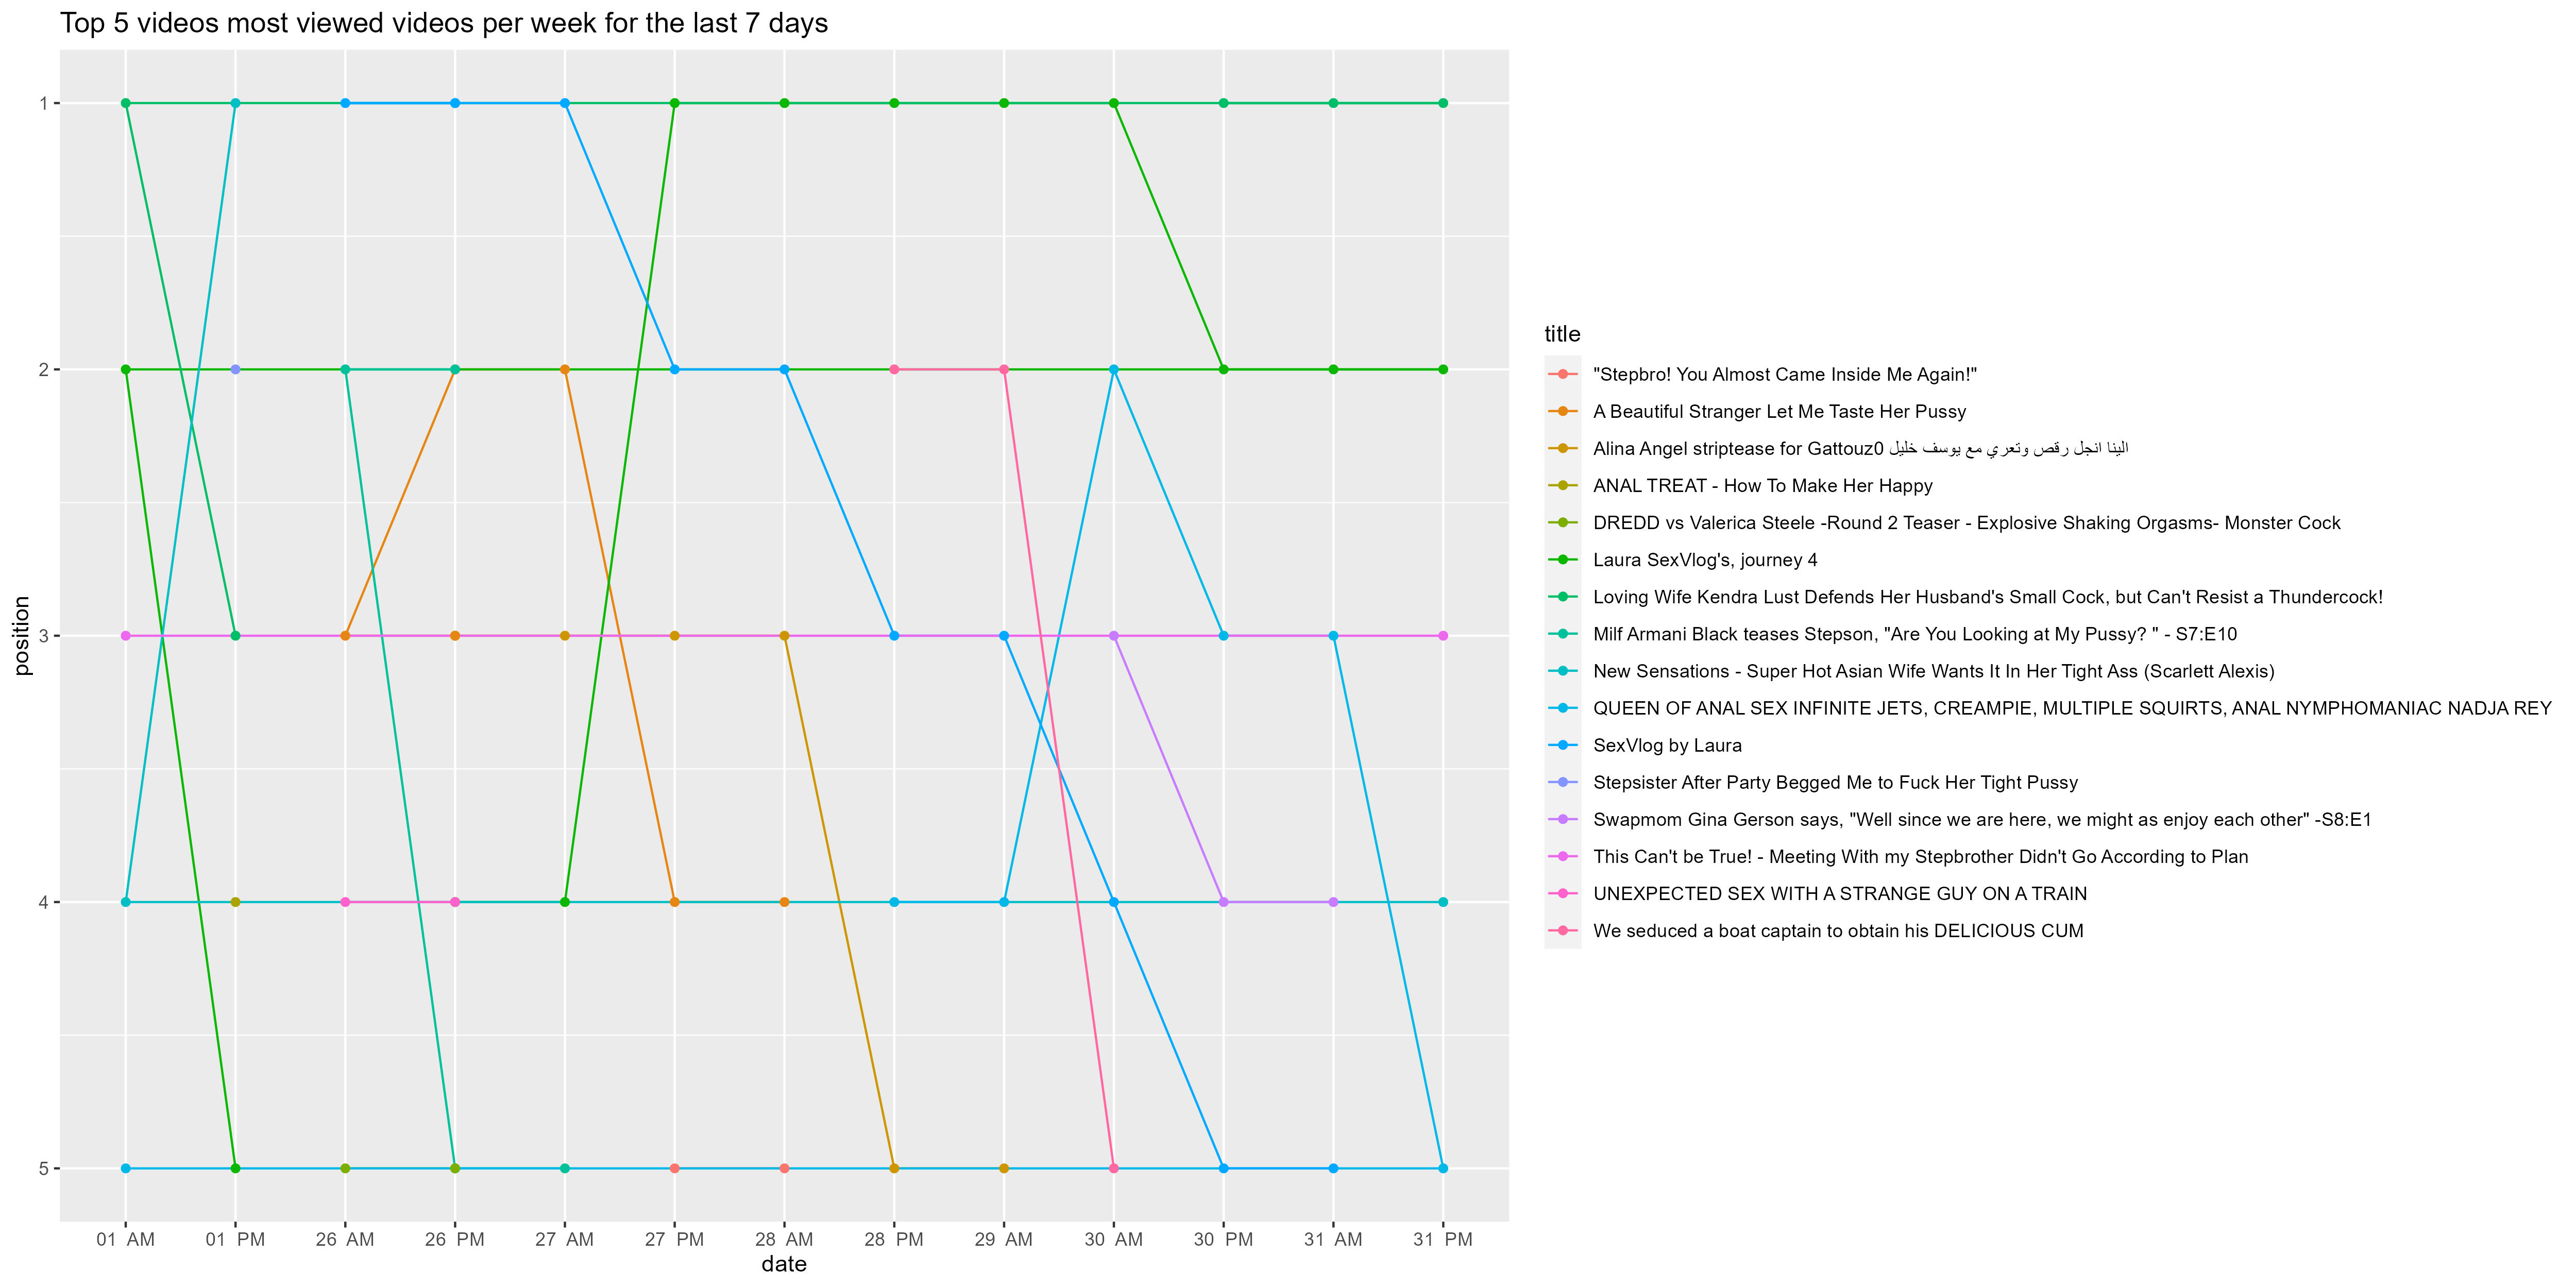 Top 5 videos most viewed videos per week for the last 7 days
position
1
2
3
4
5
01 AM
01 PM
26 AM
26 PM
27 AM
27 PM
28 AM
28 PM
29 AM
30 AM
30 PM
31 AM
31 PM
date
title
"Stepbro! You Almost Came Inside Me Again!"
A Beautiful Stranger Let Me Taste Her Pussy
Alina Angel striptease for Gattouz0 الينا انجل رقص وتعري مع يوسف خليل
ANAL TREAT - How To Make Her Happy
DREDD vs Valerica Steele -Round 2 Teaser - Explosive Shaking Orgasms- Monster Cock
Laura SexVlog's, journey 4
Loving Wife Kendra Lust Defends Her Husband's Small Cock, but Can't Resist a Thundercock!
Milf Armani Black teases Stepson, "Are You Looking at My Pussy? " - S7:E10
New Sensations - Super Hot Asian Wife Wants It In Her Tight Ass (Scarlett Alexis)
QUEEN OF ANAL SEX INFINITE JETS, CREAMPIE, MULTIPLE SQUIRTS, ANAL NYMPHOMANIAC NADJA REY
SexVlog by Laura
Stepsister After Party Begged Me to Fuck Her Tight Pussy
Swapmom Gina Gerson says, "Well since we are here, we might as enjoy each other" -S8:E1
This Can't be True! - Meeting With my Stepbrother Didn't Go According to Plan
UNEXPECTED SEX WITH A STRANGE GUY ON A TRAIN
We seduced a boat captain to obtain his DELICIOUS CUM